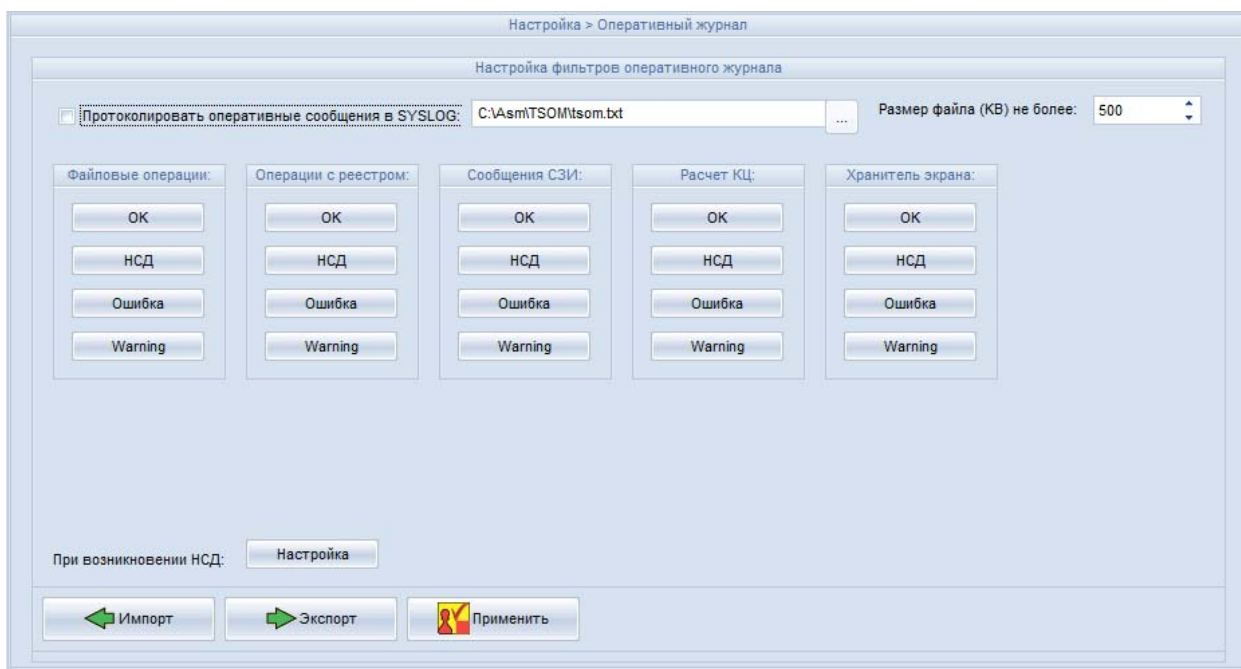 Настройка > Оперативный журнал
Настройка фильтров оперативного журнала
Протоколировать оперативные сообщения в SYSLOG: C:\Asm\TSOM\tsom.txt ... Размер файла (KB) не более: 500
Файловые операции: Операции с реестром: Сообщения СЗИ: Расчет КЦ: Хранитель экрана:
OK OK OK OK OK
НСД НСД НСД НСД НСД
Ошибка Ошибка Ошибка Ошибка Ошибка
Warning Warning Warning Warning Warning
При возникновении НСД: Настройка
Импорт Экспорт Применить